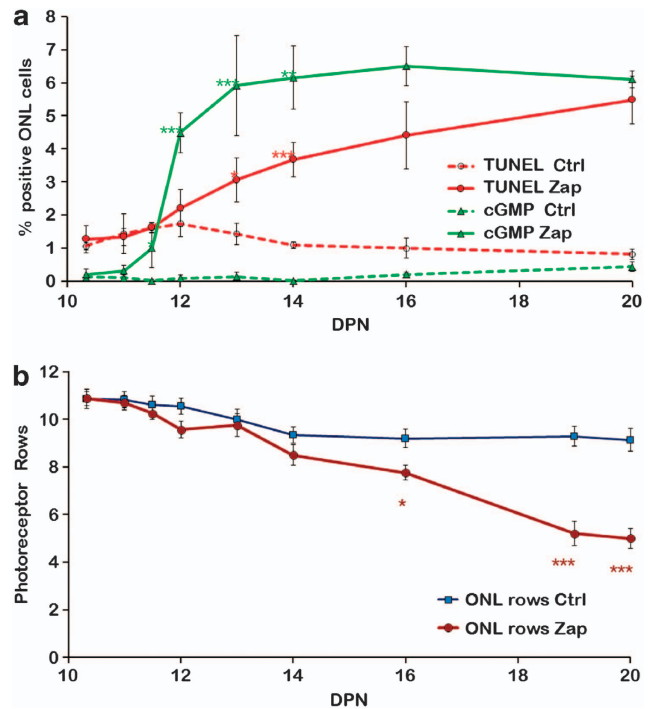 a
% positive ONL cells
8
7
6
5
4
3
2
1
0
***
***
**
*
***
TUNEL Ctrl
TUNEL Zap
cGMP Ctrl
cGMP Zap
10 12 14 16 18 20
DPN
b
Photoreceptor Rows
12
10
8
6
4
2
0
*
***
***
ONL rows Ctrl
ONL rows Zap
10 12 14 16 18 20
DPN